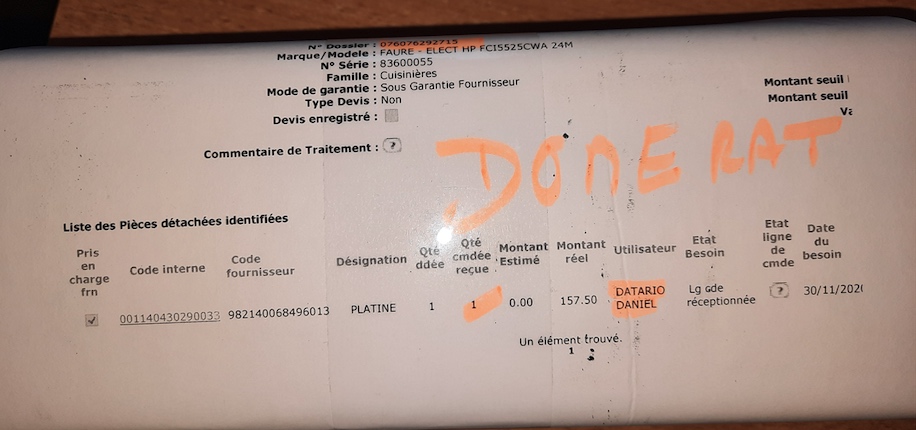 N° Dossier : 076076292715
Marque/Modele : FAURE - ELECT HP FCI5525CWA 24M
N° Série : 83600055
Famille : Cuisinières
Mode de garantie : Sous Garantie Fournisseur
Type Devis : Non
Devis enregistré :
Montant seuil
Montant seuil
Commentaire de Traitement : ?
DOME RAT
Liste des Pièces détachées identifiées
Pris en charge frn Code interne Code fournisseur Désignation Qté ddée Qté cmdée reçue Montant Estimé Montant réel Utilisateur Etat Besoin Etat ligne de cmde Date du besoin
001140430290033 982140068496013 PLATINE 1 1 0.00 157.50 DATARIO DANIEL Lg cde réceptionnée ? 30/11/2020
Un élément trouvé.
1